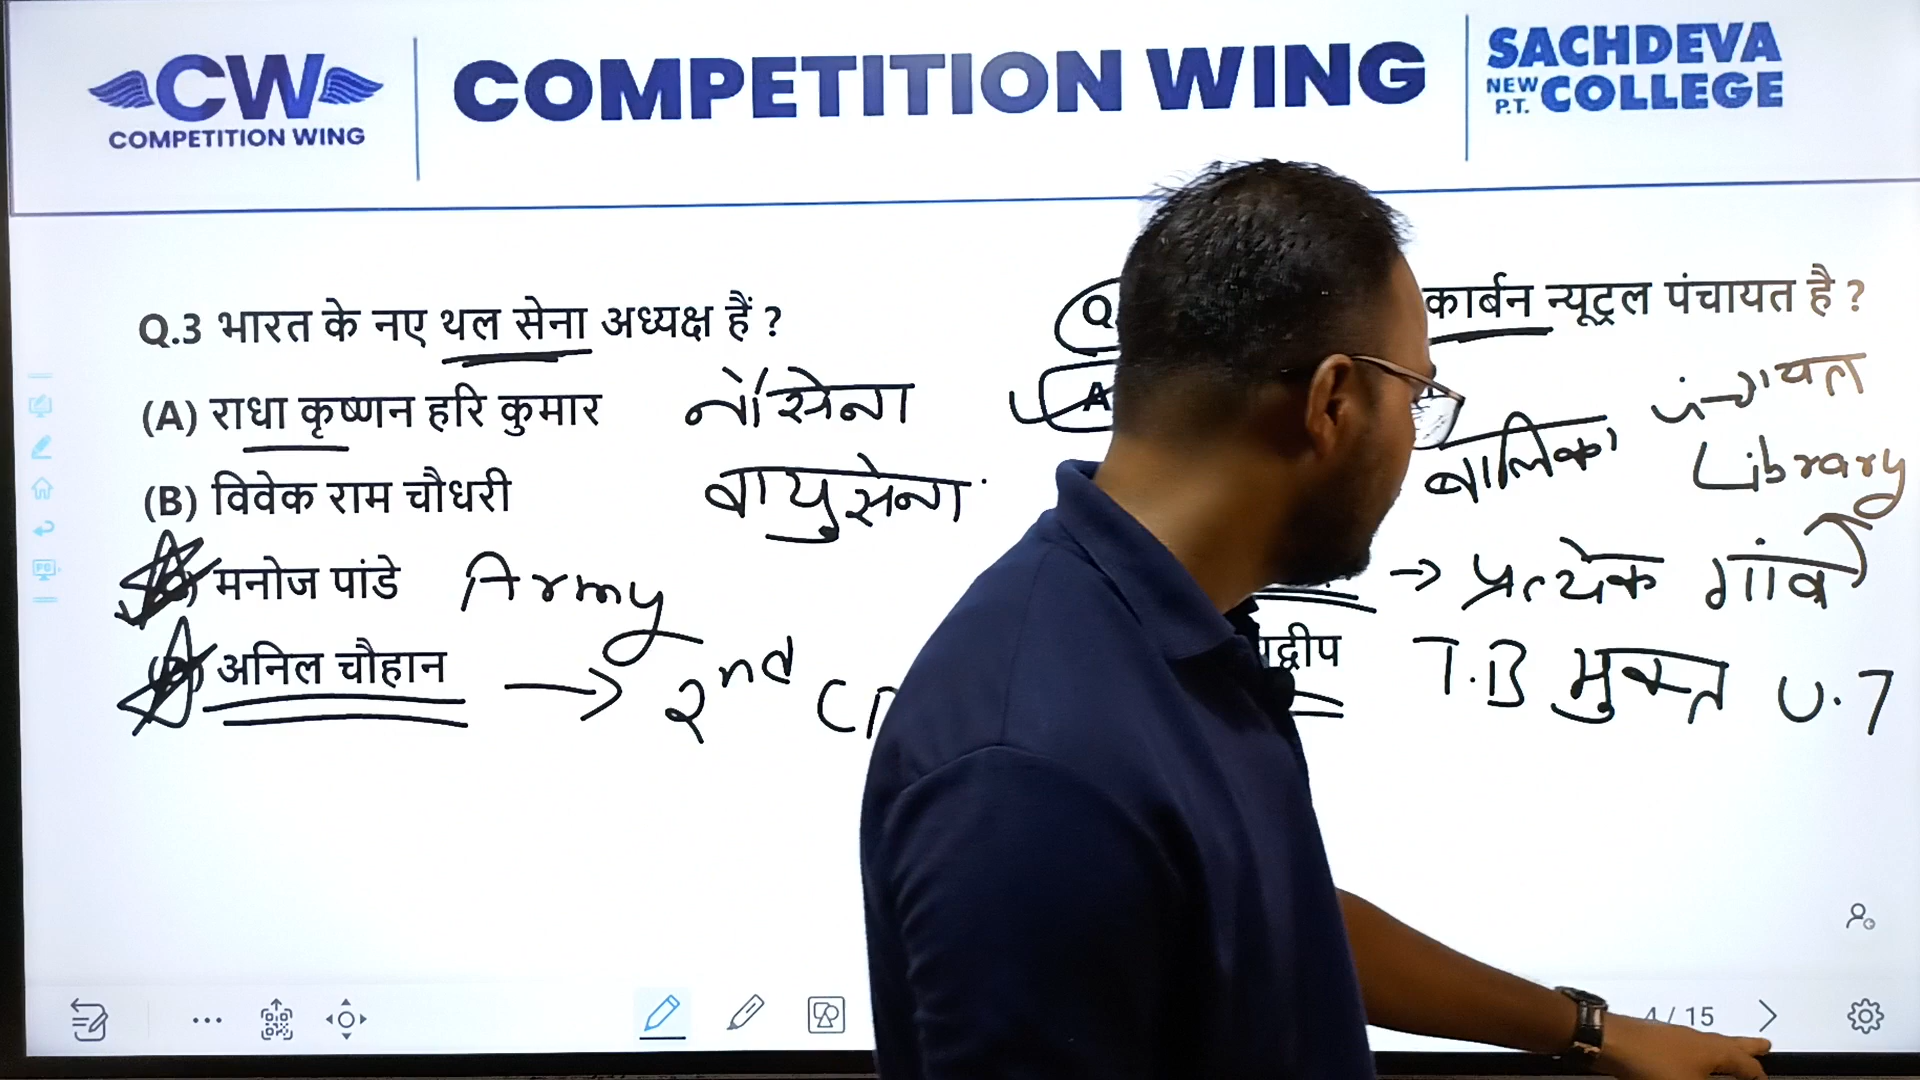 CW
COMPETITION WING
COMPETITION WING
SACHDEVA
NEW P.T. COLLEGE
Q.3 भारत के नए थल सेना अध्यक्ष हैं ?
(A) राधा कृष्णन हरि कुमार नौसेना
(B) विवेक राम चौधरी वायुसेना
मनोज पांडे Army
अनिल चौहान → 2nd
Q
कार्बन न्यूट्रल पंचायत है ?
A
पंचायत
बालिका
Library
→ प्रत्येक गांव
द्वीप
T.B मुक्त U.T
4 / 15